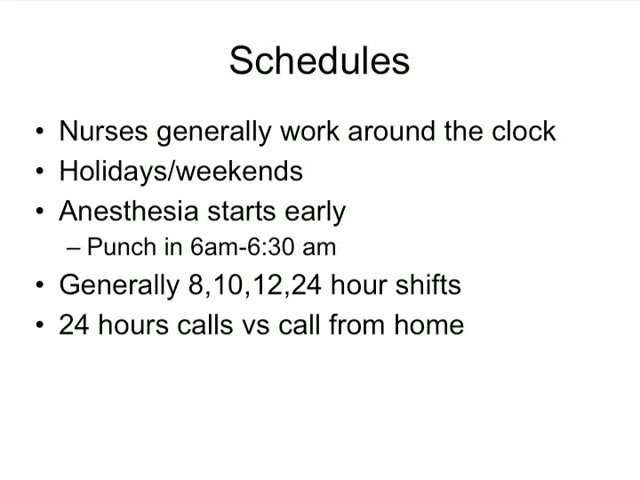 Schedules
• Nurses generally work around the clock
• Holidays/weekends
• Anesthesia starts early
– Punch in 6am-6:30 am
• Generally 8,10,12,24 hour shifts
• 24 hours calls vs call from home